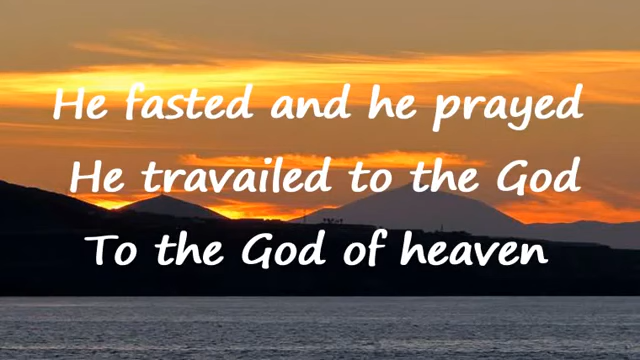 He fasted and he prayed
He travailed to the God
To the God of heaven